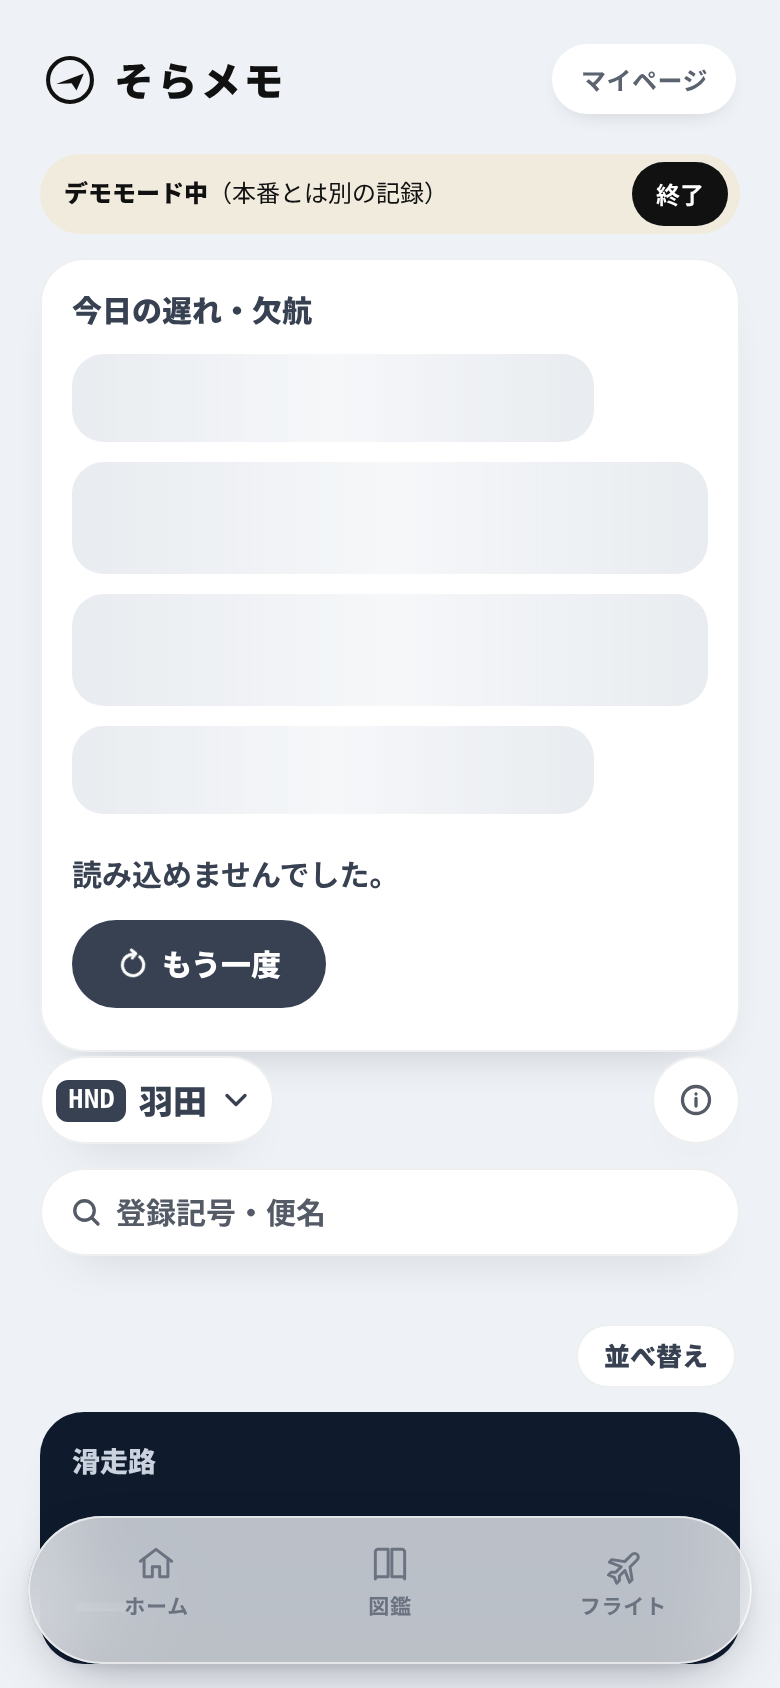 そらメモ
マイページ
デモモード中（本番とは別の記録）
終了
今日の遅れ・欠航
読み込めませんでした。
もう一度
HND 羽田
登録記号・便名
並べ替え
滑走路
ホーム
図鑑
フライト